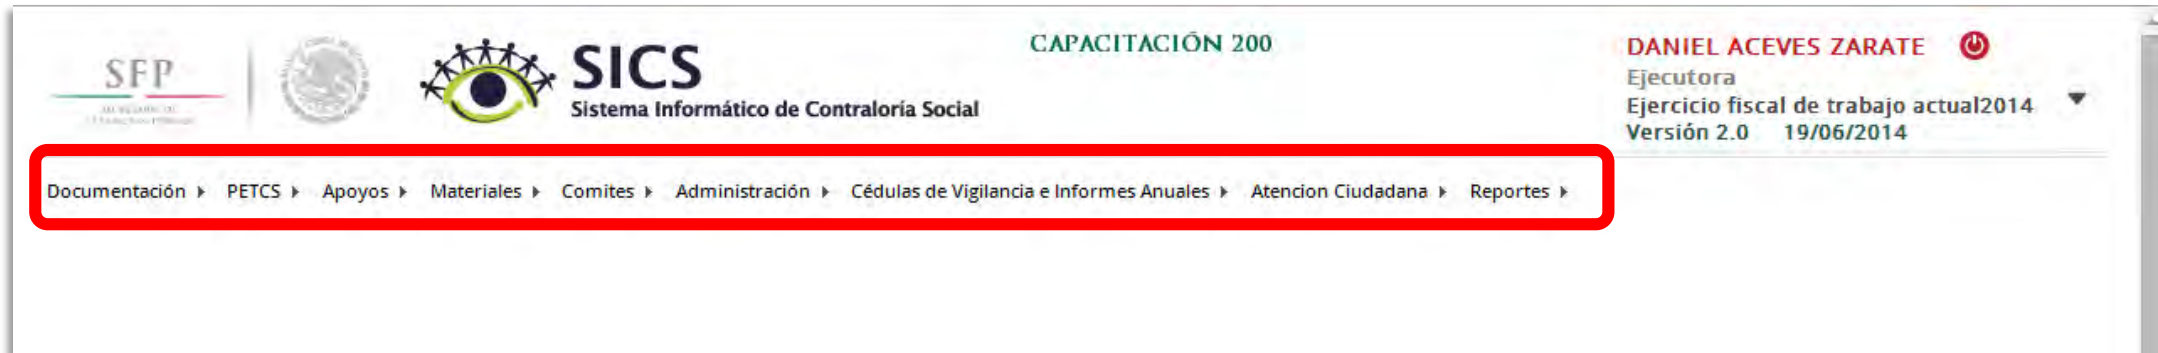 SFP
SICS
Sistema Informático de Contraloría Social
CAPACITACIÓN 200
DANIEL ACEVES ZARATE
Ejecutora
Ejercicio fiscal de trabajo actual2014
Versión 2.0 19/06/2014
Documentación PETCS Apoyos Materiales Comites Administración Cédulas de Vigilancia e Informes Anuales Atencion Ciudadana Reportes